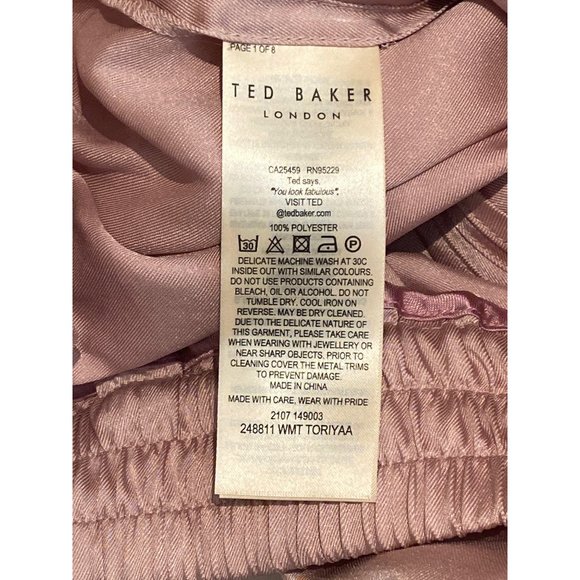 PAGE 1 OF 8
TED BAKER
LONDON
CA25459 RN95229
Ted says,
"You look fabulous".
VISIT TED
@tedbaker.com
100% POLYESTER
30
P
DELICATE MACHINE WASH AT 30C
INSIDE OUT WITH SIMILAR COLOURS.
DO NOT USE PRODUCTS CONTAINING
BLEACH, OIL OR ALCOHOL. DO NOT
TUMBLE DRY. COOL IRON ON
REVERSE. MAY BE DRY CLEANED.
DUE TO THE DELICATE NATURE OF
THIS GARMENT, PLEASE TAKE CARE
WHEN WEARING WITH JEWELLERY OR
NEAR SHARP OBJECTS. PRIOR TO
CLEANING COVER THE METAL TRIMS
TO PREVENT DAMAGE.
MADE IN CHINA
MADE WITH CARE, WEAR WITH PRIDE
2107 149003
248811 WMT TORIYAA